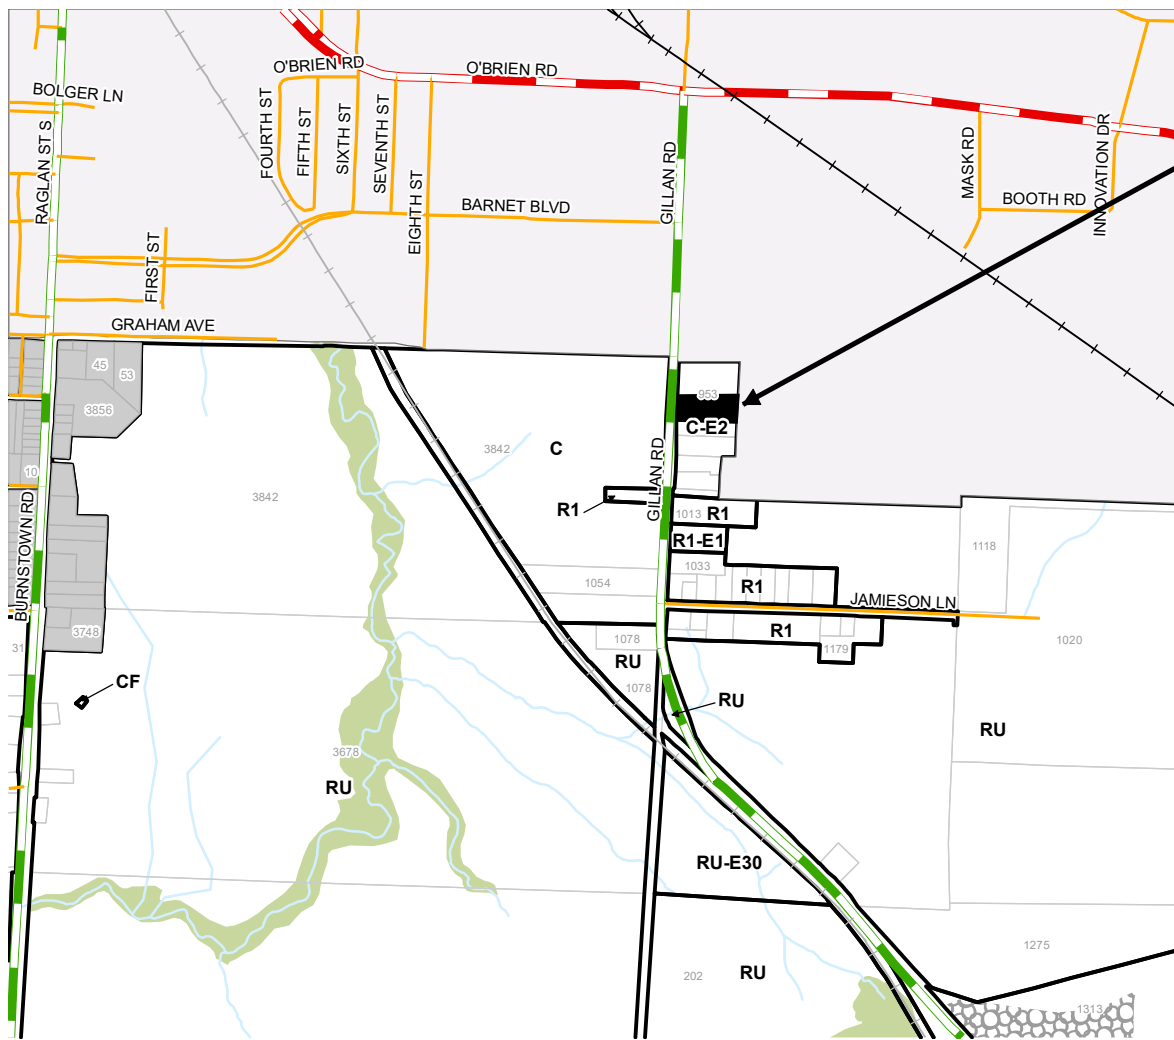 O'BRIEN RD
O'BRIEN RD
BOLGER LN
RAGLAN ST S
FOURTH ST
FIFTH ST
SIXTH ST
SEVENTH ST
EIGHTH ST
GILLAN RD
MASK RD
INNOVATION DR
BOOTH RD
BARNET BLVD
FIRST ST
GRAHAM AVE
45
53
3856
953
C-E2
3842
C
3842
10
GILLAN RD
R1
1013
R1
R1-E1
1033
1118
BURNSTOWN RD
1054
R1
JAMIESON LN
3748
31
1078
R1
1179
1020
RU
1078
CF
RU
RU
3678
RU
RU-E30
1275
202
RU
1313